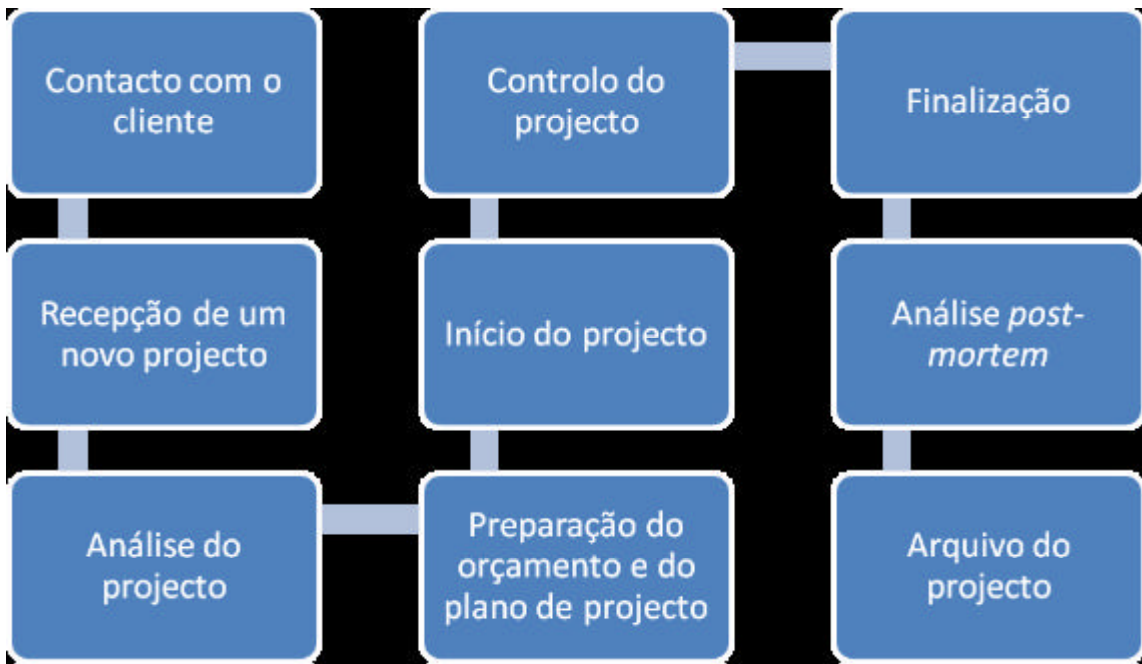 Contacto com o
cliente
Recepção de um
novo projecto
Análise do
projecto
Preparação do
orçamento e do
plano de projecto
Início do projecto
Controlo do
projecto
Finalização
Análise post-
mortem
Arquivo do
projecto